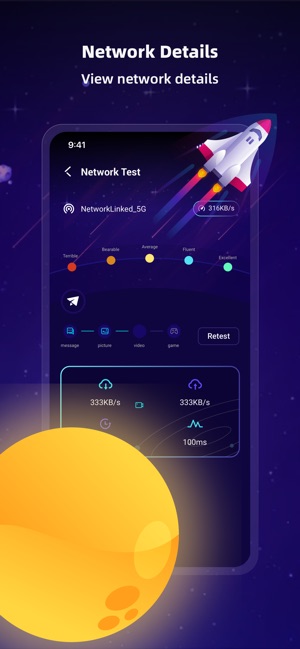 Network Details
View network details
9:41
Network Test
NetworkLinked_5G
316KB/s
Average
Bearable
Fluent
Terrible
Excellent
message
picture
video
game
Retest
333KB/s
333KB/s
100ms